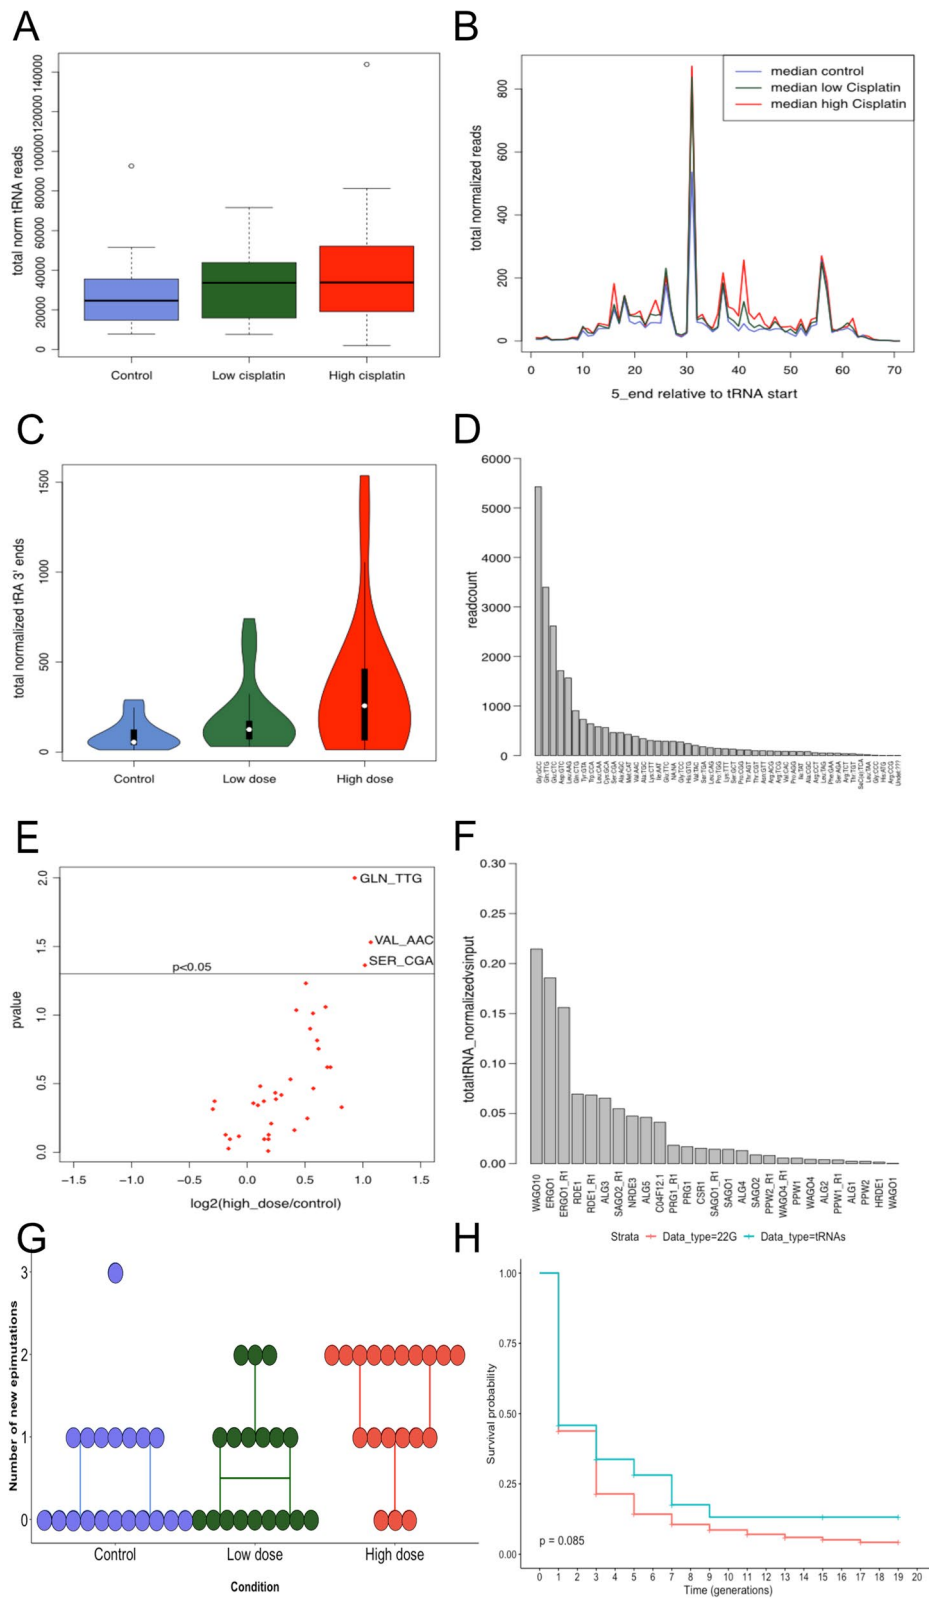 A
total norm tRNA reads
0
20000
40000
60000
80000
100000
120000
140000
Control
Low cisplatin
High cisplatin
B
median control
median low Cisplatin
median high Cisplatin
total normalized reads
0
200
400
600
800
0 10 20 30 40 50 60 70
5_end relative to tRNA start
C
total normalized tRA 3' ends
0
500
1000
1500
Control
Low dose
High dose
D
readcount
6000
5000
4000
3000
2000
1000
0
E
pvalue
2.0
1.5
1.0
0.5
0.0
GLN_TTG
VAL_AAC
SER_CGA
p<0.05
−1.5 −1.0 −0.5 0.0 0.5 1.0 1.5
log2(high_dose/control)
F
totaltRNA_normalizedvsinput
0.30
0.25
0.20
0.15
0.10
0.05
0.00
WAGO10
ERGO1
ERGO1_R1
RDE1
RDE1_R1
ALG3
SAGO2_R1
NRDE3
ALG5
C04F12.1
PRG1_R1
PRG1
CSR1
SAGO1_R1
SAGO1
ALG4
SAGO2
PPW2_R1
WAGO4_R1
PPW1
WAGO4
ALG2
PPW1_R1
ALG1
PPW2
HRDE1
WAGO1
G
Number of new epimutations
3
2
1
0
Control
Low dose
High dose
Condition
H
Strata Data_type=22G Data_type=tRNAs
Survival probability
1.00
0.75
0.50
0.25
0.00
p = 0.085
0 1 2 3 4 5 6 7 8 9 10 11 12 13 14 15 16 17 18 19 20
Time (generations)